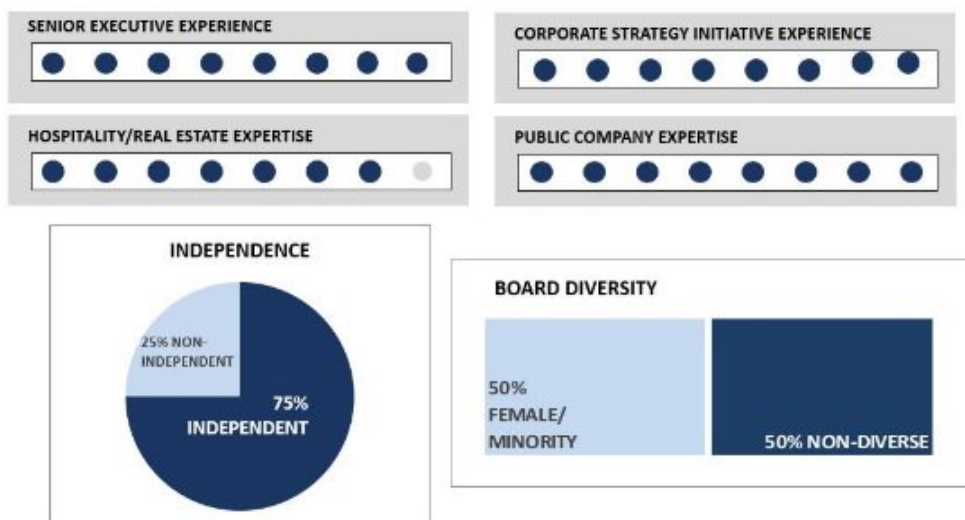 SENIOR EXECUTIVE EXPERIENCE
CORPORATE STRATEGY INITIATIVE EXPERIENCE
HOSPITALITY/REAL ESTATE EXPERTISE
PUBLIC COMPANY EXPERTISE
INDEPENDENCE
25% NON-
INDEPENDENT
75%
INDEPENDENT
BOARD DIVERSITY
50%
FEMALE/
MINORITY
50% NON-DIVERSE